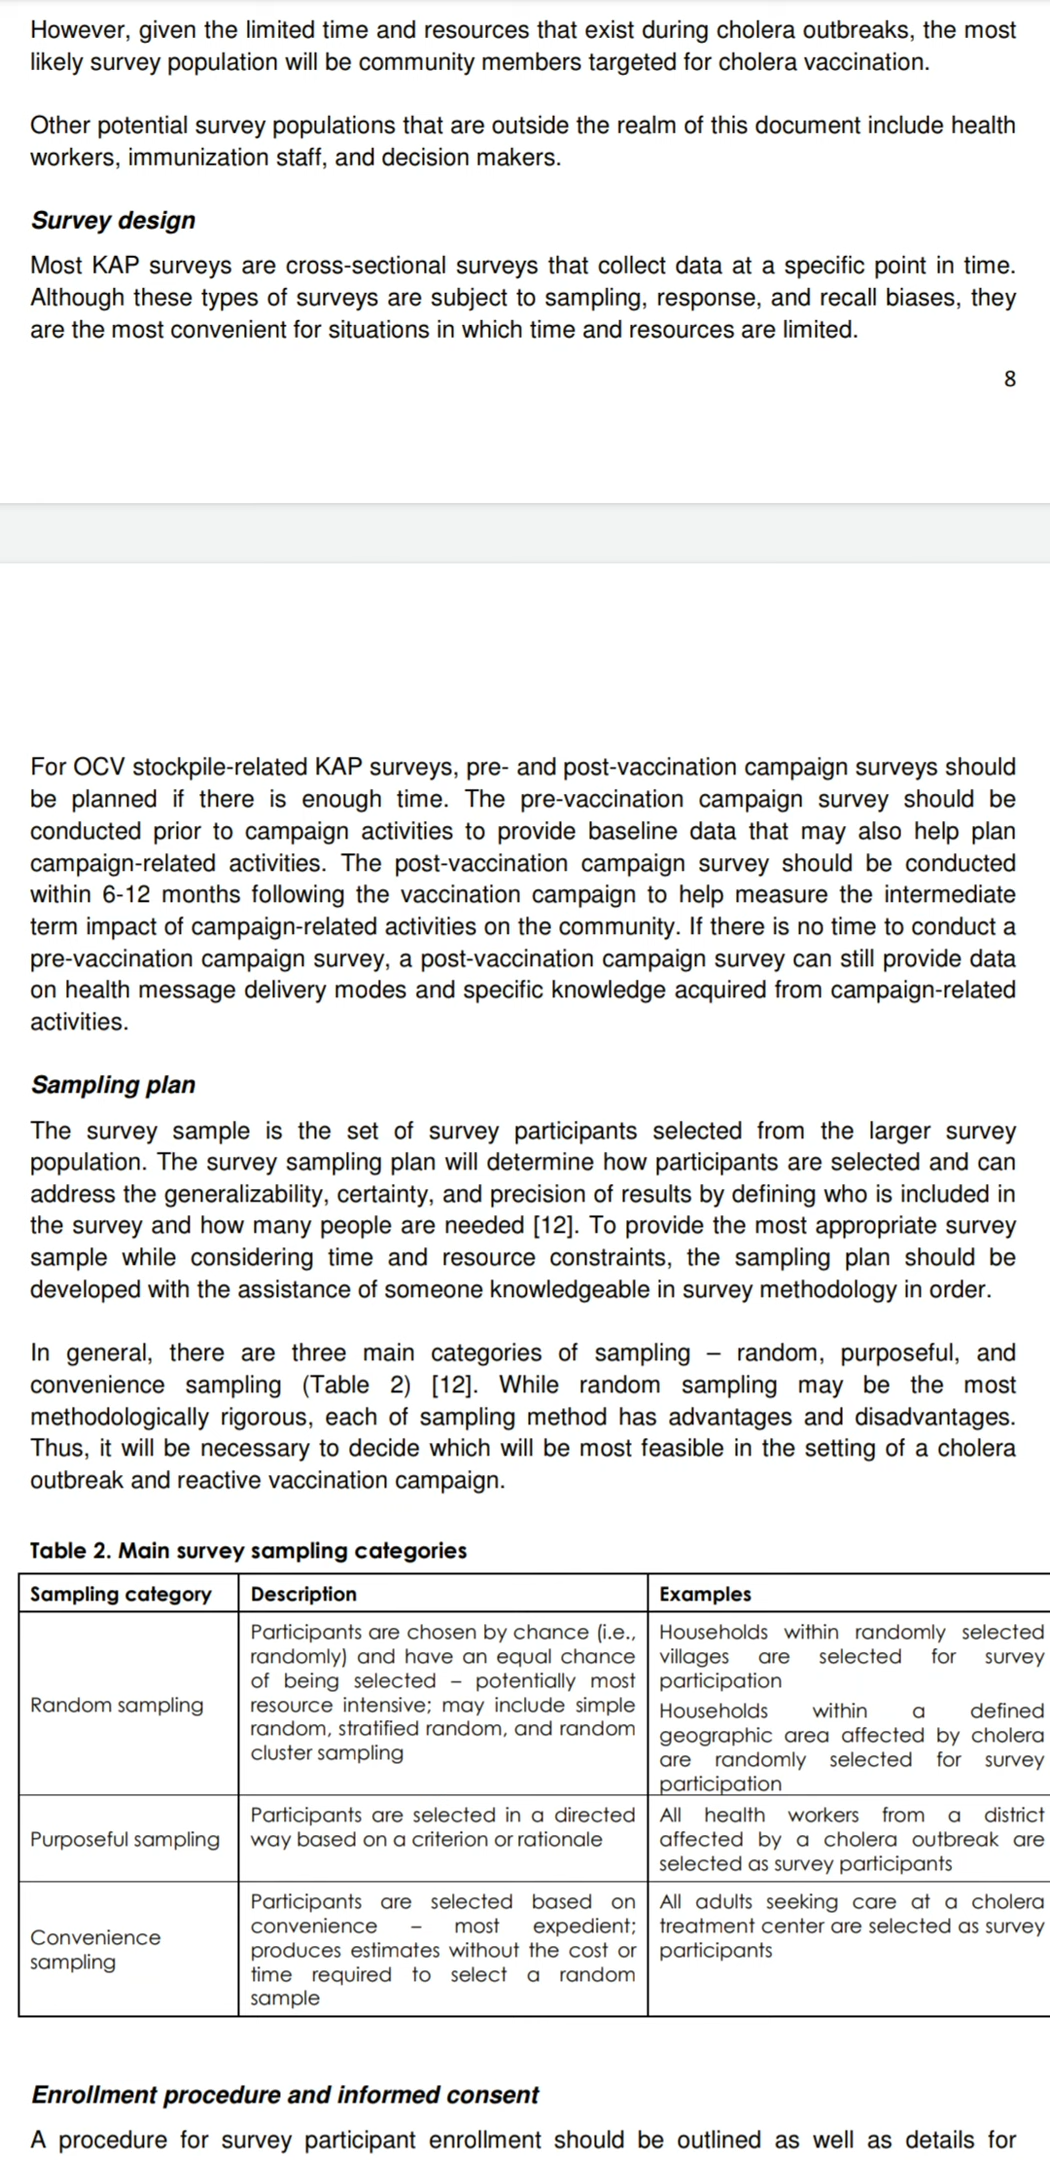 However, given the limited time and resources that exist during cholera outbreaks, the most
likely survey population will be community members targeted for cholera vaccination.
Other potential survey populations that are outside the realm of this document include health
workers, immunization staff, and decision makers.
Survey design
Most KAP surveys are cross-sectional surveys that collect data at a specific point in time.
Although these types of surveys are subject to sampling, response, and recall biases, they
are the most convenient for situations in which time and resources are limited.
8
For OCV stockpile-related KAP surveys, pre- and post-vaccination campaign surveys should
be planned if there is enough time. The pre-vaccination campaign survey should be
conducted prior to campaign activities to provide baseline data that may also help plan
campaign-related activities. The post-vaccination campaign survey should be conducted
within 6-12 months following the vaccination campaign to help measure the intermediate
term impact of campaign-related activities on the community. If there is no time to conduct a
pre-vaccination campaign survey, a post-vaccination campaign survey can still provide data
on health message delivery modes and specific knowledge acquired from campaign-related
activities.
Sampling plan
The survey sample is the set of survey participants selected from the larger survey
population. The survey sampling plan will determine how participants are selected and can
address the generalizability, certainty, and precision of results by defining who is included in
the survey and how many people are needed [12]. To provide the most appropriate survey
sample while considering time and resource constraints, the sampling plan should be
developed with the assistance of someone knowledgeable in survey methodology in order.
In general, there are three main categories of sampling – random, purposeful, and
convenience sampling (Table 2) [12]. While random sampling may be the most
methodologically rigorous, each of sampling method has advantages and disadvantages.
Thus, it will be necessary to decide which will be most feasible in the setting of a cholera
outbreak and reactive vaccination campaign.
Table 2. Main survey sampling categories
Sampling category
Description
Examples
Random sampling
Participants are chosen by chance (i.e.,
randomly) and have an equal chance
of being selected – potentially most
resource intensive; may include simple
random, stratified random, and random
cluster sampling
Households within randomly selected
villages are selected for survey
participation
Households within a defined
geographic area affected by cholera
are randomly selected for survey
participation
Purposeful sampling
Participants are selected in a directed
way based on a criterion or rationale
All health workers from a district
affected by a cholera outbreak are
selected as survey participants
Convenience
sampling
Participants are selected based on
convenience – most expedient;
produces estimates without the cost or
time required to select a random
sample
All adults seeking care at a cholera
treatment center are selected as survey
participants
Enrollment procedure and informed consent
A procedure for survey participant enrollment should be outlined as well as details for